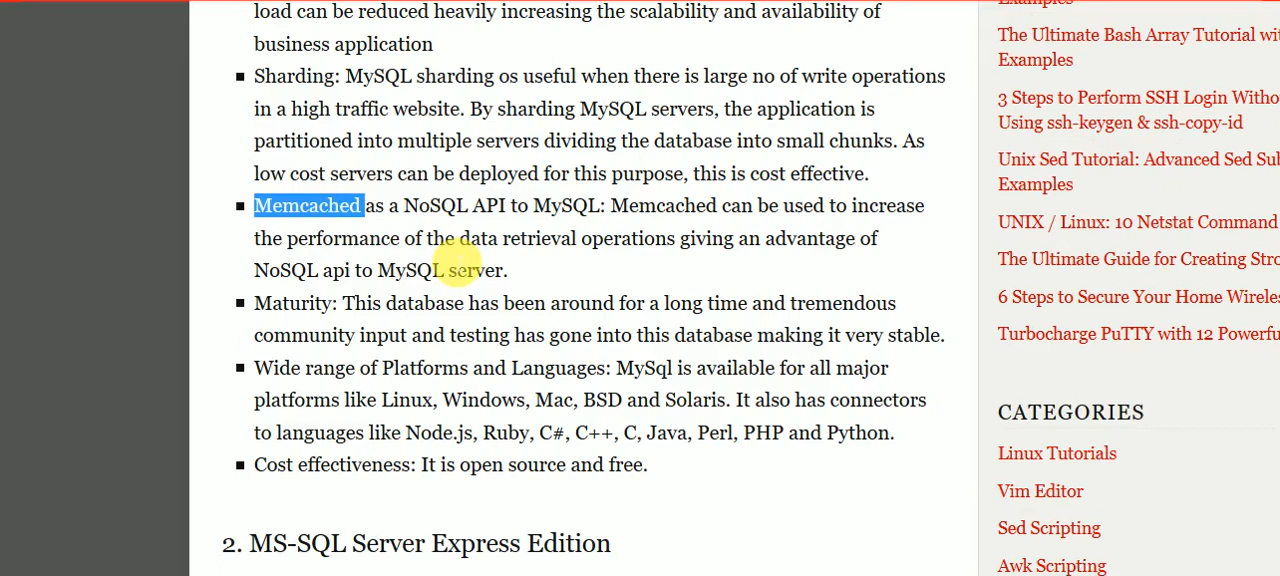 load can be reduced heavily increasing the scalability and availability of
business application
Sharding: MySQL sharding os useful when there is large no of write operations
in a high traffic website. By sharding MySQL servers, the application is
partitioned into multiple servers dividing the database into small chunks. As
low cost servers can be deployed for this purpose, this is cost effective.
Memcached as a NoSQL API to MySQL: Memcached can be used to increase
the performance of the data retrieval operations giving an advantage of
NoSQL api to MySQL server.
Maturity: This database has been around for a long time and tremendous
community input and testing has gone into this database making it very stable.
Wide range of Platforms and Languages: MySql is available for all major
platforms like Linux, Windows, Mac, BSD and Solaris. It also has connectors
to languages like Node.js, Ruby, C#, C++, C, Java, Perl, PHP and Python.
Cost effectiveness: It is open source and free.
2. MS-SQL Server Express Edition
Examples
The Ultimate Bash Array Tutorial wi
Examples
3 Steps to Perform SSH Login Witho
Using ssh-keygen & ssh-copy-id
Unix Sed Tutorial: Advanced Sed Su
Examples
UNIX / Linux: 10 Netstat Command
The Ultimate Guide for Creating Stro
6 Steps to Secure Your Home Wireles
Turbocharge PuTTY with 12 Powerfu
CATEGORIES
Linux Tutorials
Vim Editor
Sed Scripting
Awk Scripting